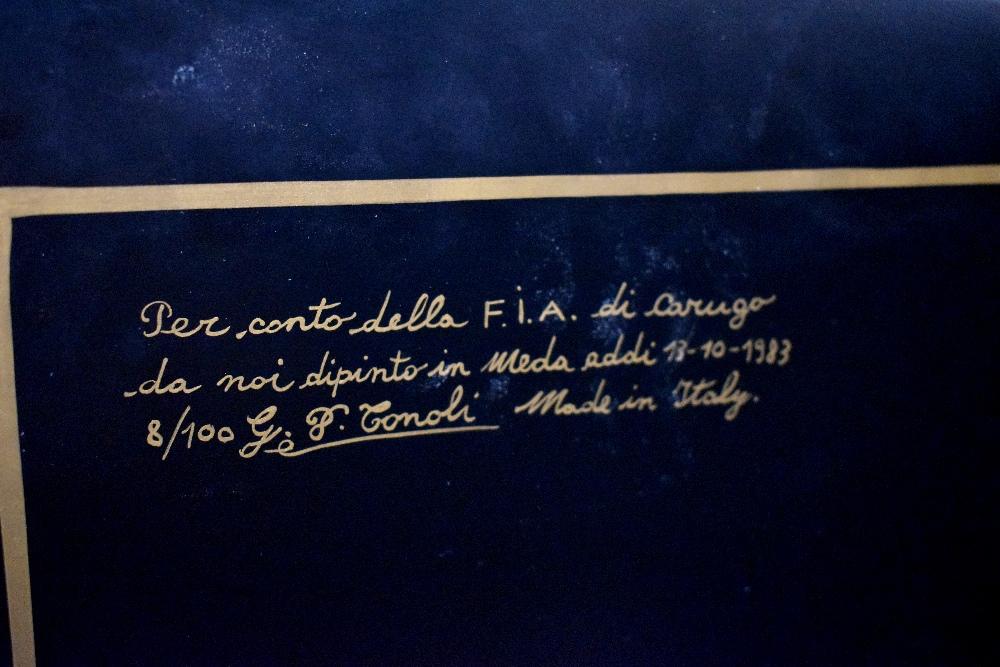 Per conto della F.I.A. di Carugo
da noi dipinto in Meda addi 13-10-1983
8/100 G. e P. Tonoli Made in Italy.